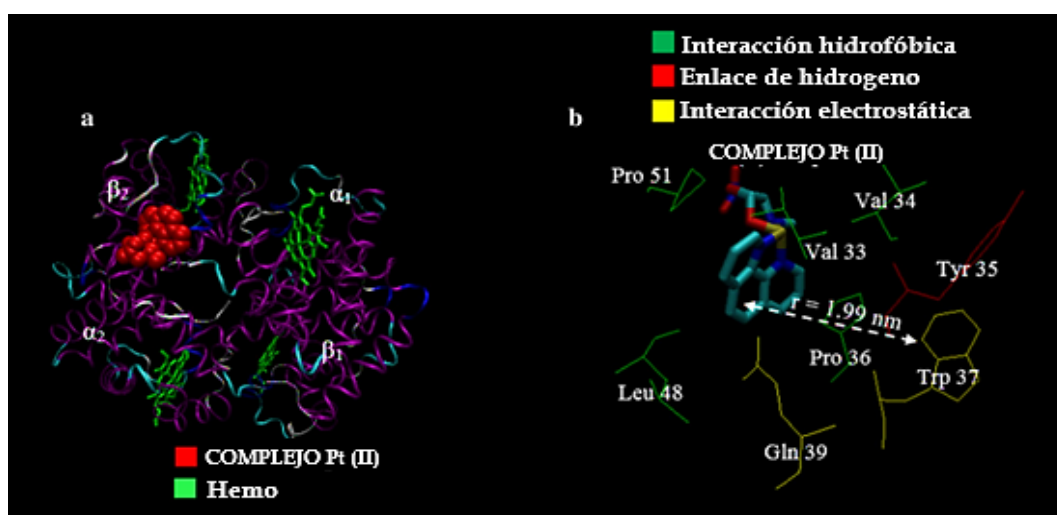 a
β₂
α₁
α₂
β₁
COMPLEJO Pt (II)
Hemo
Interacción hidrofóbica
Enlace de hidrogeno
Interacción electrostática
b
COMPLEJO Pt (II)
Pro 51
Val 34
Val 33
Tyr 35
r = 1.99 nm
Pro 36
Trp 37
Leu 48
Gln 39